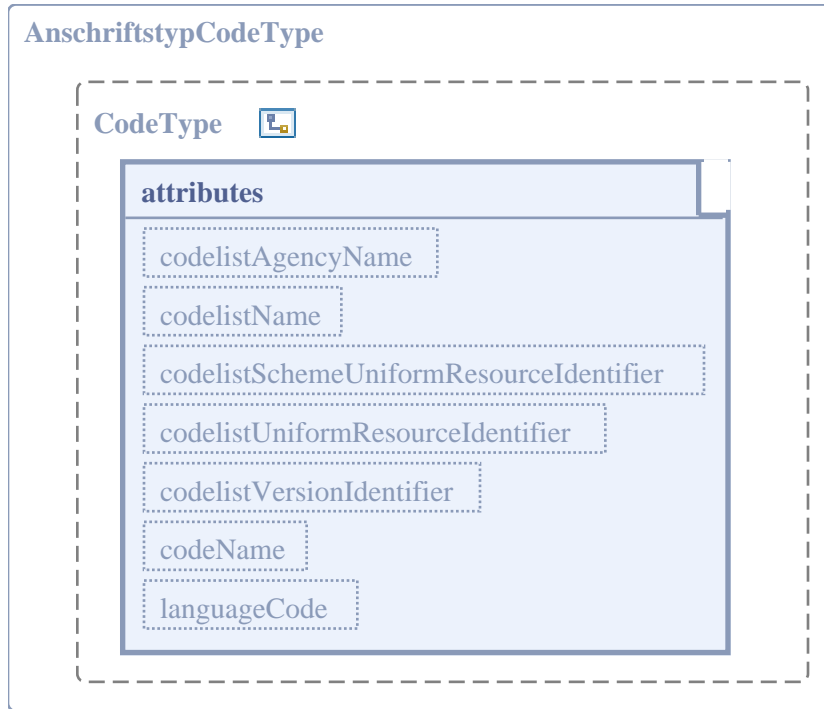 AnschriftstypCodeType
CodeType
attributes
codelistAgencyName
codelistName
codelistSchemeUniformResourceIdentifier
codelistUniformResourceIdentifier
codelistVersionIdentifier
codeName
languageCode